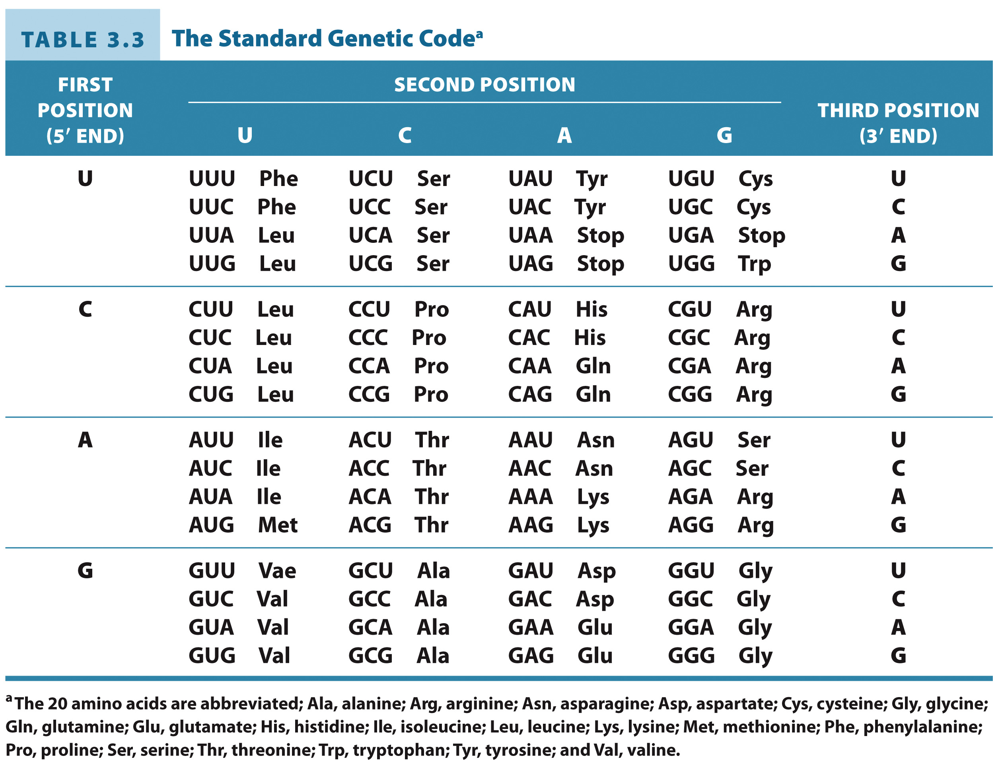 TABLE 3.3 The Standard Genetic Codeᵃ
FIRST POSITION (5′ END) SECOND POSITION THIRD POSITION (3′ END)
U C A G
U UUU Phe UCU Ser UAU Tyr UGU Cys U
UUC Phe UCC Ser UAC Tyr UGC Cys C
UUA Leu UCA Ser UAA Stop UGA Stop A
UUG Leu UCG Ser UAG Stop UGG Trp G
C CUU Leu CCU Pro CAU His CGU Arg U
CUC Leu CCC Pro CAC His CGC Arg C
CUA Leu CCA Pro CAA Gln CGA Arg A
CUG Leu CCG Pro CAG Gln CGG Arg G
A AUU Ile ACU Thr AAU Asn AGU Ser U
AUC Ile ACC Thr AAC Asn AGC Ser C
AUA Ile ACA Thr AAA Lys AGA Arg A
AUG Met ACG Thr AAG Lys AGG Arg G
G GUU Vae GCU Ala GAU Asp GGU Gly U
GUC Val GCC Ala GAC Asp GGC Gly C
GUA Val GCA Ala GAA Glu GGA Gly A
GUG Val GCG Ala GAG Glu GGG Gly G
ᵃThe 20 amino acids are abbreviated; Ala, alanine; Arg, arginine; Asn, asparagine; Asp, aspartate; Cys, cysteine; Gly, glycine;
Gln, glutamine; Glu, glutamate; His, histidine; Ile, isoleucine; Leu, leucine; Lys, lysine; Met, methionine; Phe, phenylalanine;
Pro, proline; Ser, serine; Thr, threonine; Trp, tryptophan; Tyr, tyrosine; and Val, valine.